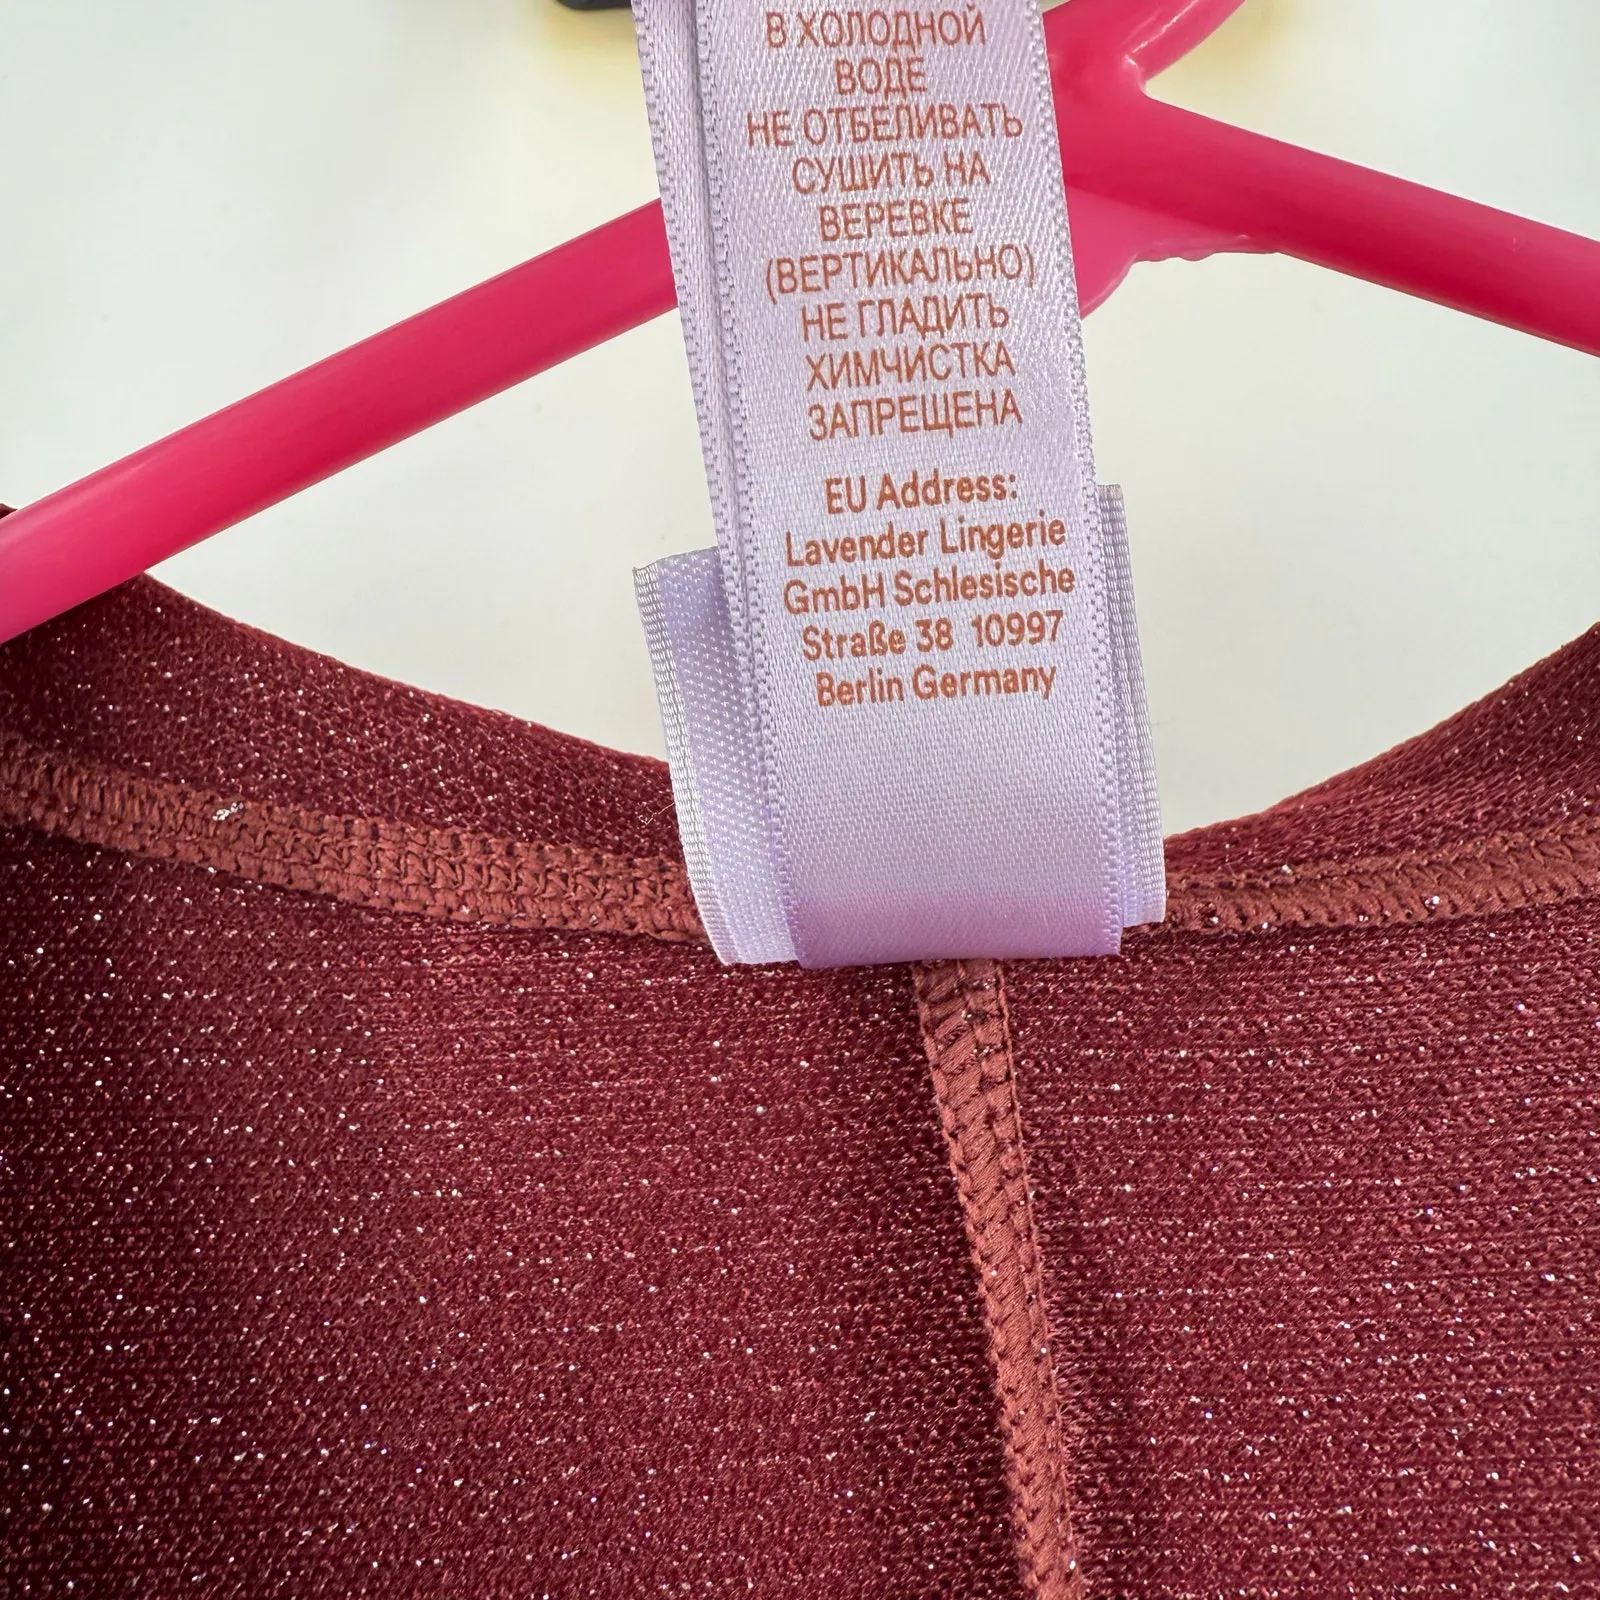 В ХОЛОДНОЙ
ВОДЕ
НЕ ОТБЕЛИВАТЬ
СУШИТЬ НА
ВЕРЕВКЕ
(ВЕРТИКАЛЬНО)
НЕ ГЛАДИТЬ
ХИМЧИСТКА
ЗАПРЕЩЕНА
EU Address:
Lavender Lingerie
GmbH Schlesische
Straße 38 10997
Berlin Germany